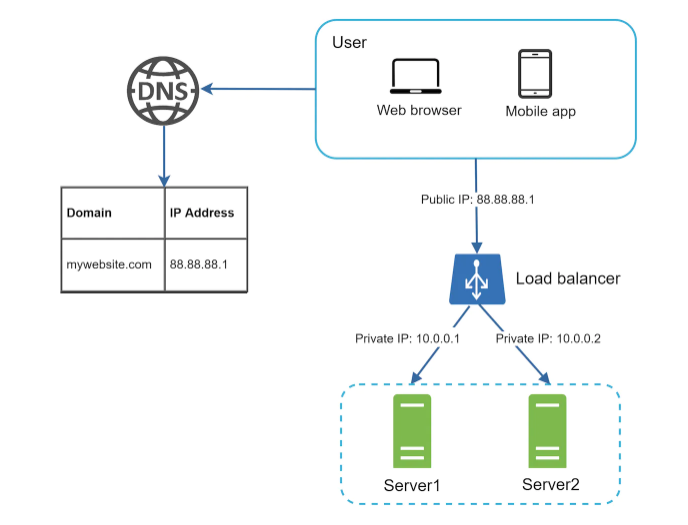 User
DNS
Web browser
Mobile app
Domain
IP Address
mywebsite.com
88.88.88.1
Public IP: 88.88.88.1
Load balancer
Private IP: 10.0.0.1
Private IP: 10.0.0.2
Server1
Server2